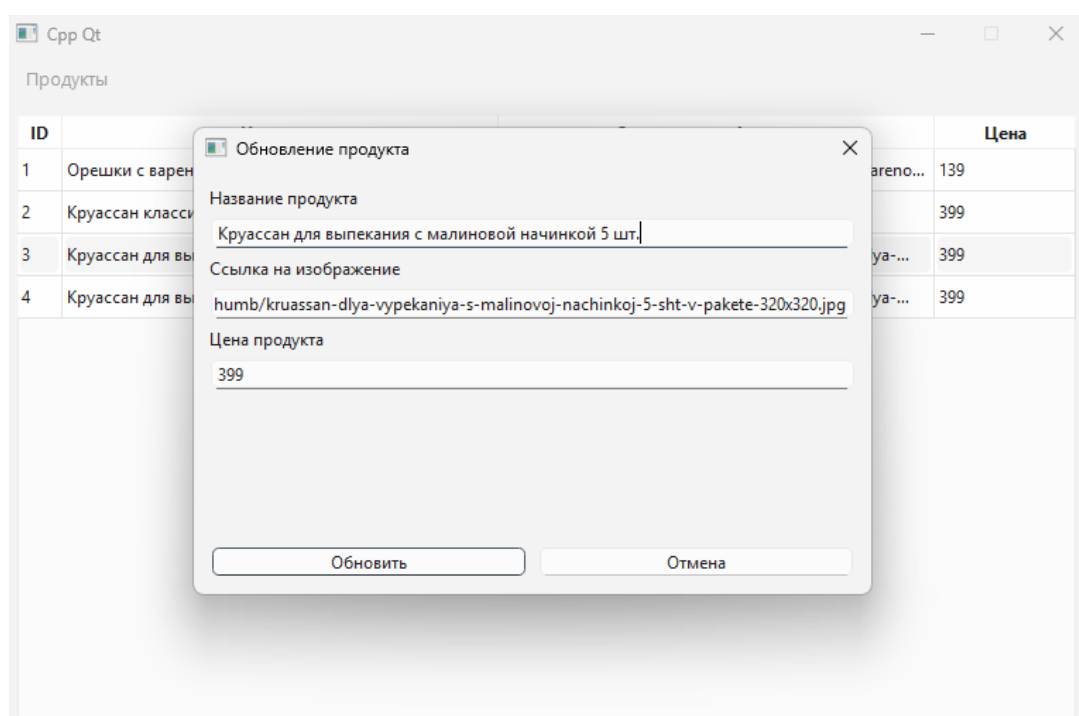 Cpp Qt
Продукты
ID Цена
1 Орешки с варен areno... 139
2 Круассан класси 399
3 Круассан для вы ya-... 399
4 Круассан для вы ya-... 399
Обновление продукта
Название продукта
Круассан для выпекания с малиновой начинкой 5 шт.
Ссылка на изображение
humb/kruassan-dlya-vypekaniya-s-malinovoj-nachinkoj-5-sht-v-pakete-320x320.jpg
Цена продукта
399
Обновить Отмена